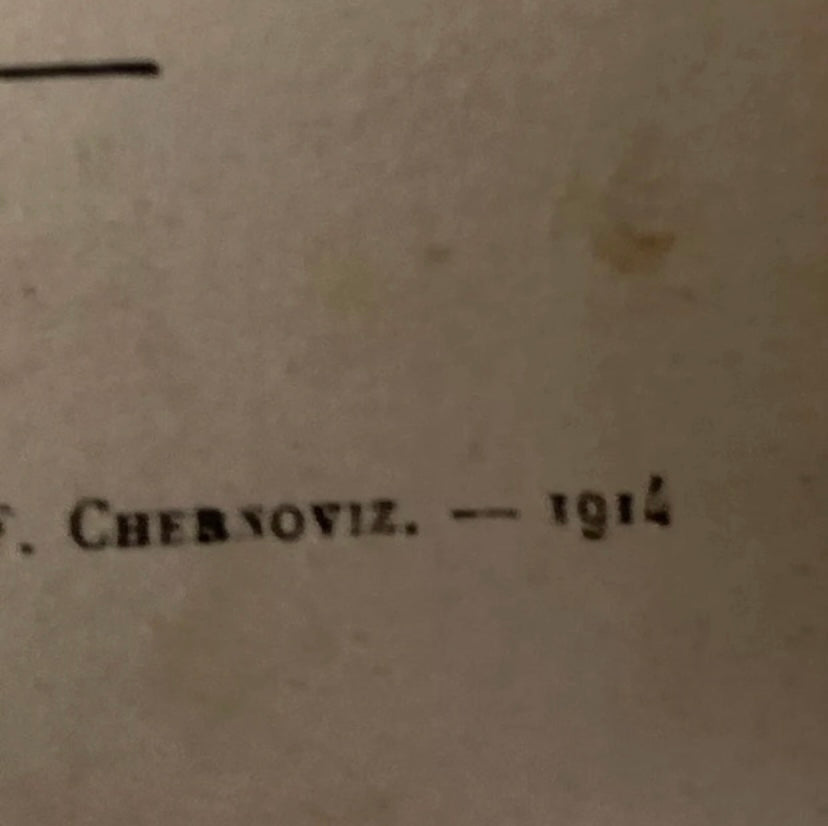 . CHERNOVIZ. — 1914